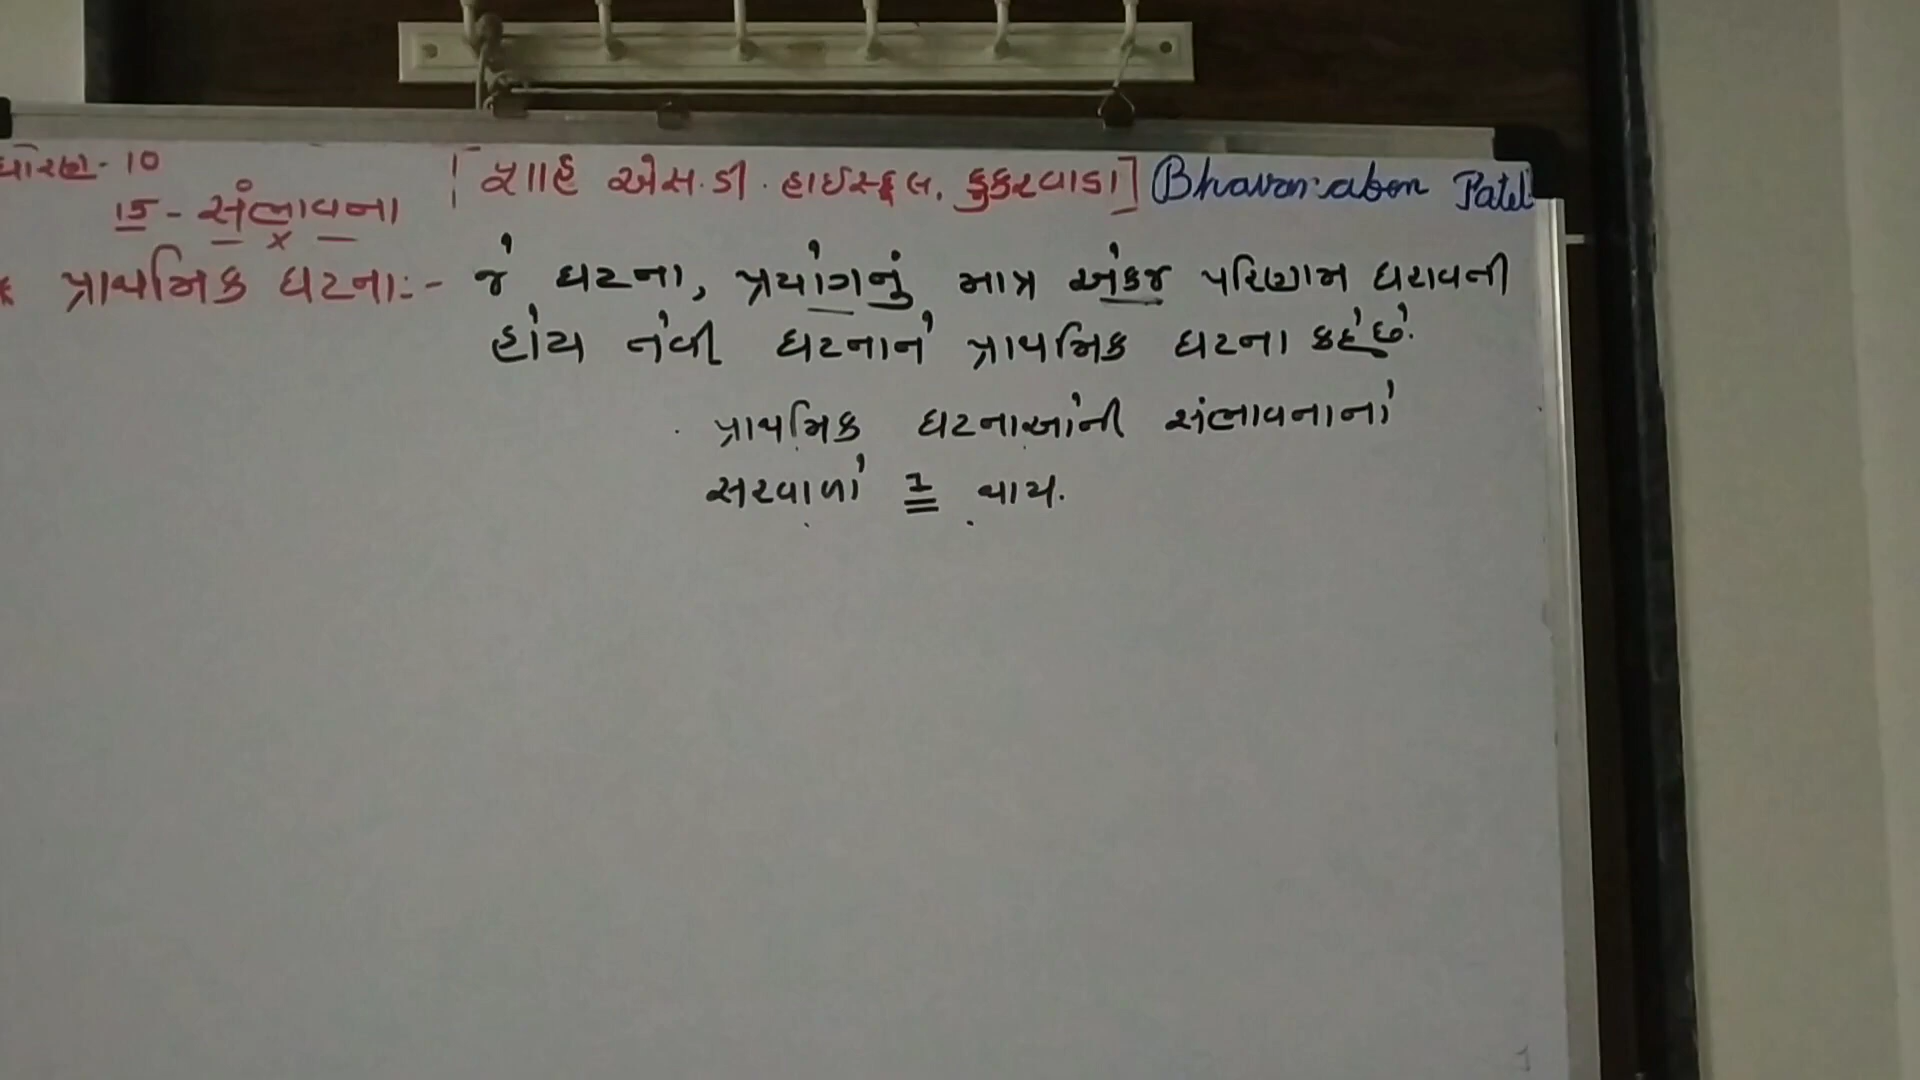 ધોરણ-10 [શાહ એસ.ડી. હાઈસ્કૂલ, કુકરવાડા] Bhavanaben Patel
15-સંભાવના
* પ્રાથમિક ઘટના:- જે ઘટના, પ્રયોગનું માત્ર એકજ પરિણામ ધરાવતી
હોય તેવી ઘટનાને પ્રાથમિક ઘટના કહે છે.
પ્રાથમિક ઘટનાઓની સંભાવનાનો
સરવાળો 1 થાય.